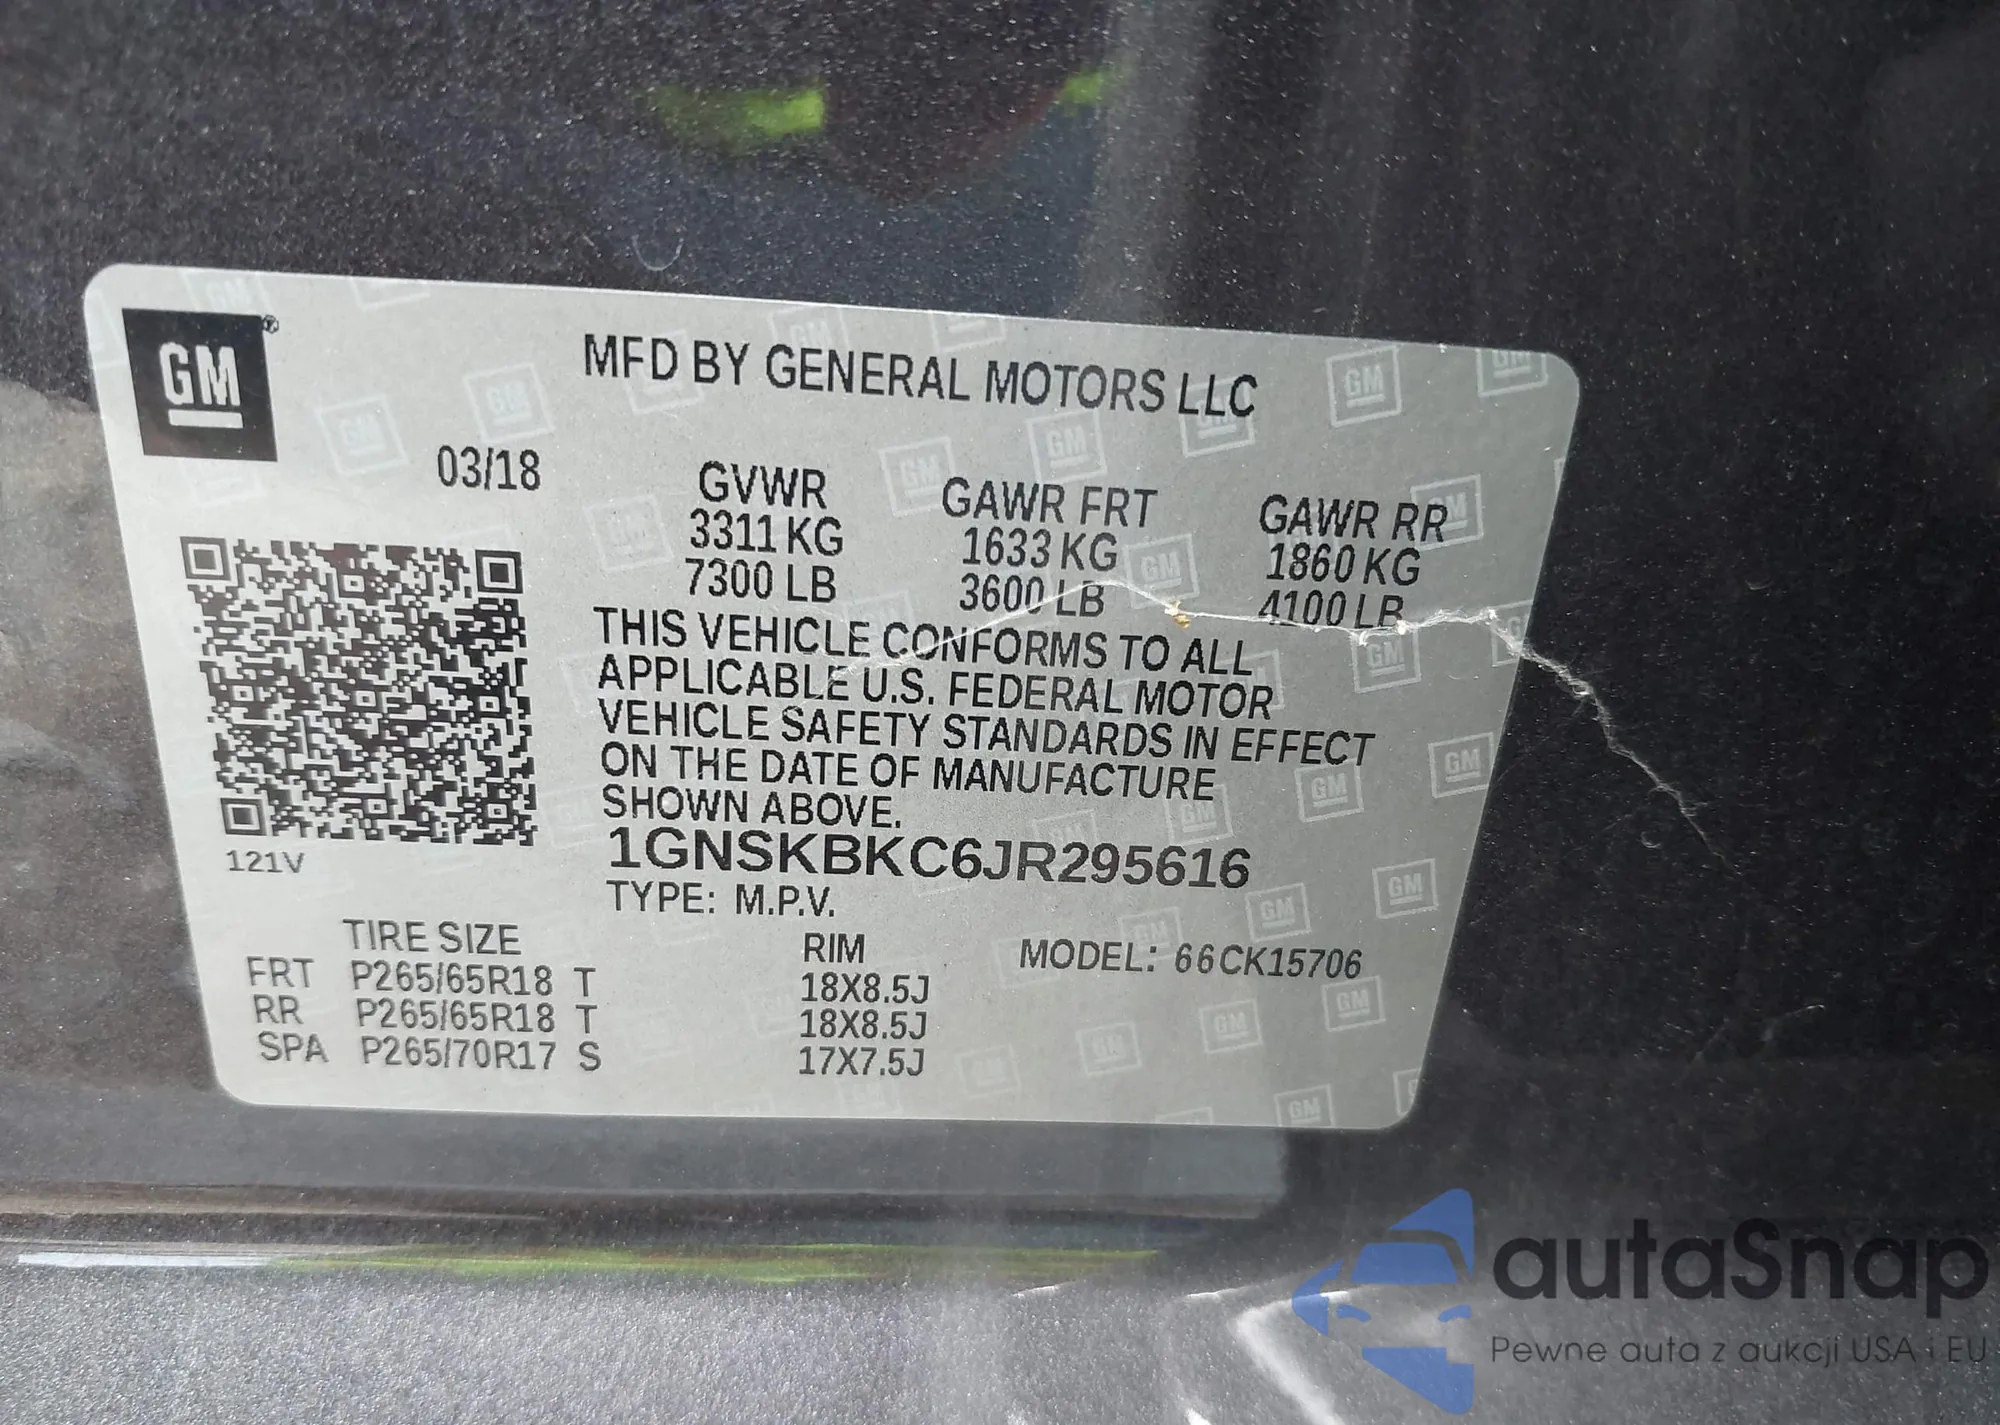 GM
MFD BY GENERAL MOTORS LLC
03/18
GVWR GAWR FRT GAWR RR
3311 KG 1633 KG 1860 KG
7300 LB 3600 LB 4100 LB
THIS VEHICLE CONFORMS TO ALL
APPLICABLE U.S. FEDERAL MOTOR
VEHICLE SAFETY STANDARDS IN EFFECT
ON THE DATE OF MANUFACTURE
SHOWN ABOVE.
121V
1GNSKBKC6JR295616
TYPE: M.P.V.
TIRE SIZE RIM MODEL: 66CK15706
FRT P265/65R18 T 18X8.5J
RR P265/65R18 T 18X8.5J
SPA P265/70R17 S 17X7.5J
autaSnap
Pewne auta z aukcji USA i EU